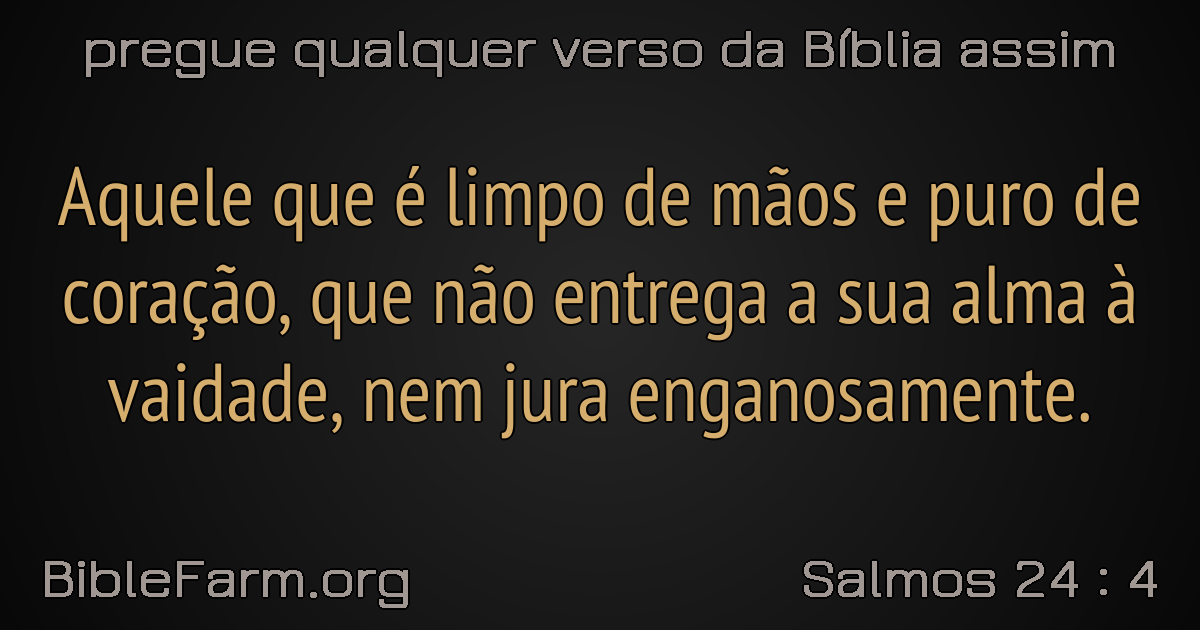 pregue qualquer verso da Bíblia assim
Aquele que é limpo de mãos e puro de
coração, que não entrega a sua alma à
vaidade, nem jura enganosamente.
BibleFarm.org
Salmos 24 : 4